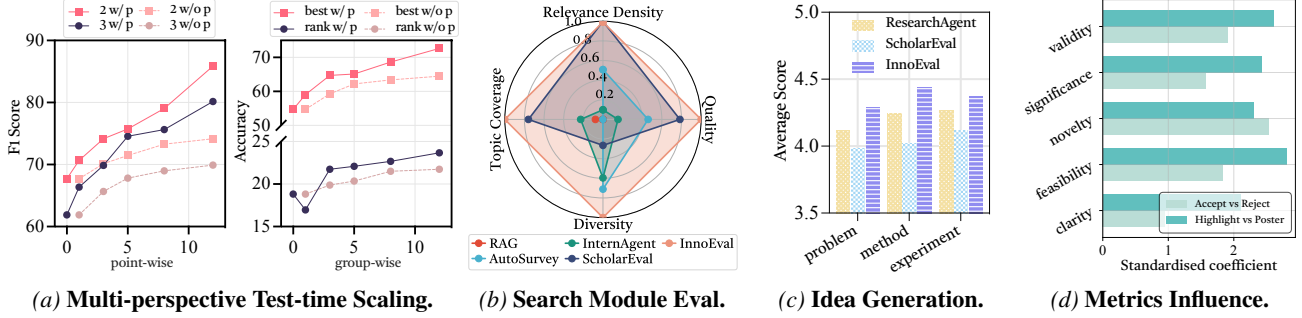 2 w/ p
2 w/o p
3 w/ p
3 w/o p
90
80
70
60
F1 Score
0
5
10
point-wise
best w/ p
best w/o p
rank w/ p
rank w/o p
70
60
50
25
20
15
Accuracy
0
5
10
group-wise
Relevance Density
1.0
0.8
0.6
0.4
0.2
Topic Coverage
Quality
Diversity
RAG
InternAgent
InnoEval
AutoSurvey
ScholarEval
5.0
4.5
4.0
3.5
Average Score
ResearchAgent
ScholarEval
InnoEval
problem
method
experiment
validity
significance
novelty
feasibility
clarity
Accept vs Reject
Highlight vs Poster
0
1
2
Standardised coefficient
(a) Multi-perspective Test-time Scaling.
(b) Search Module Eval.
(c) Idea Generation.
(d) Metrics Influence.